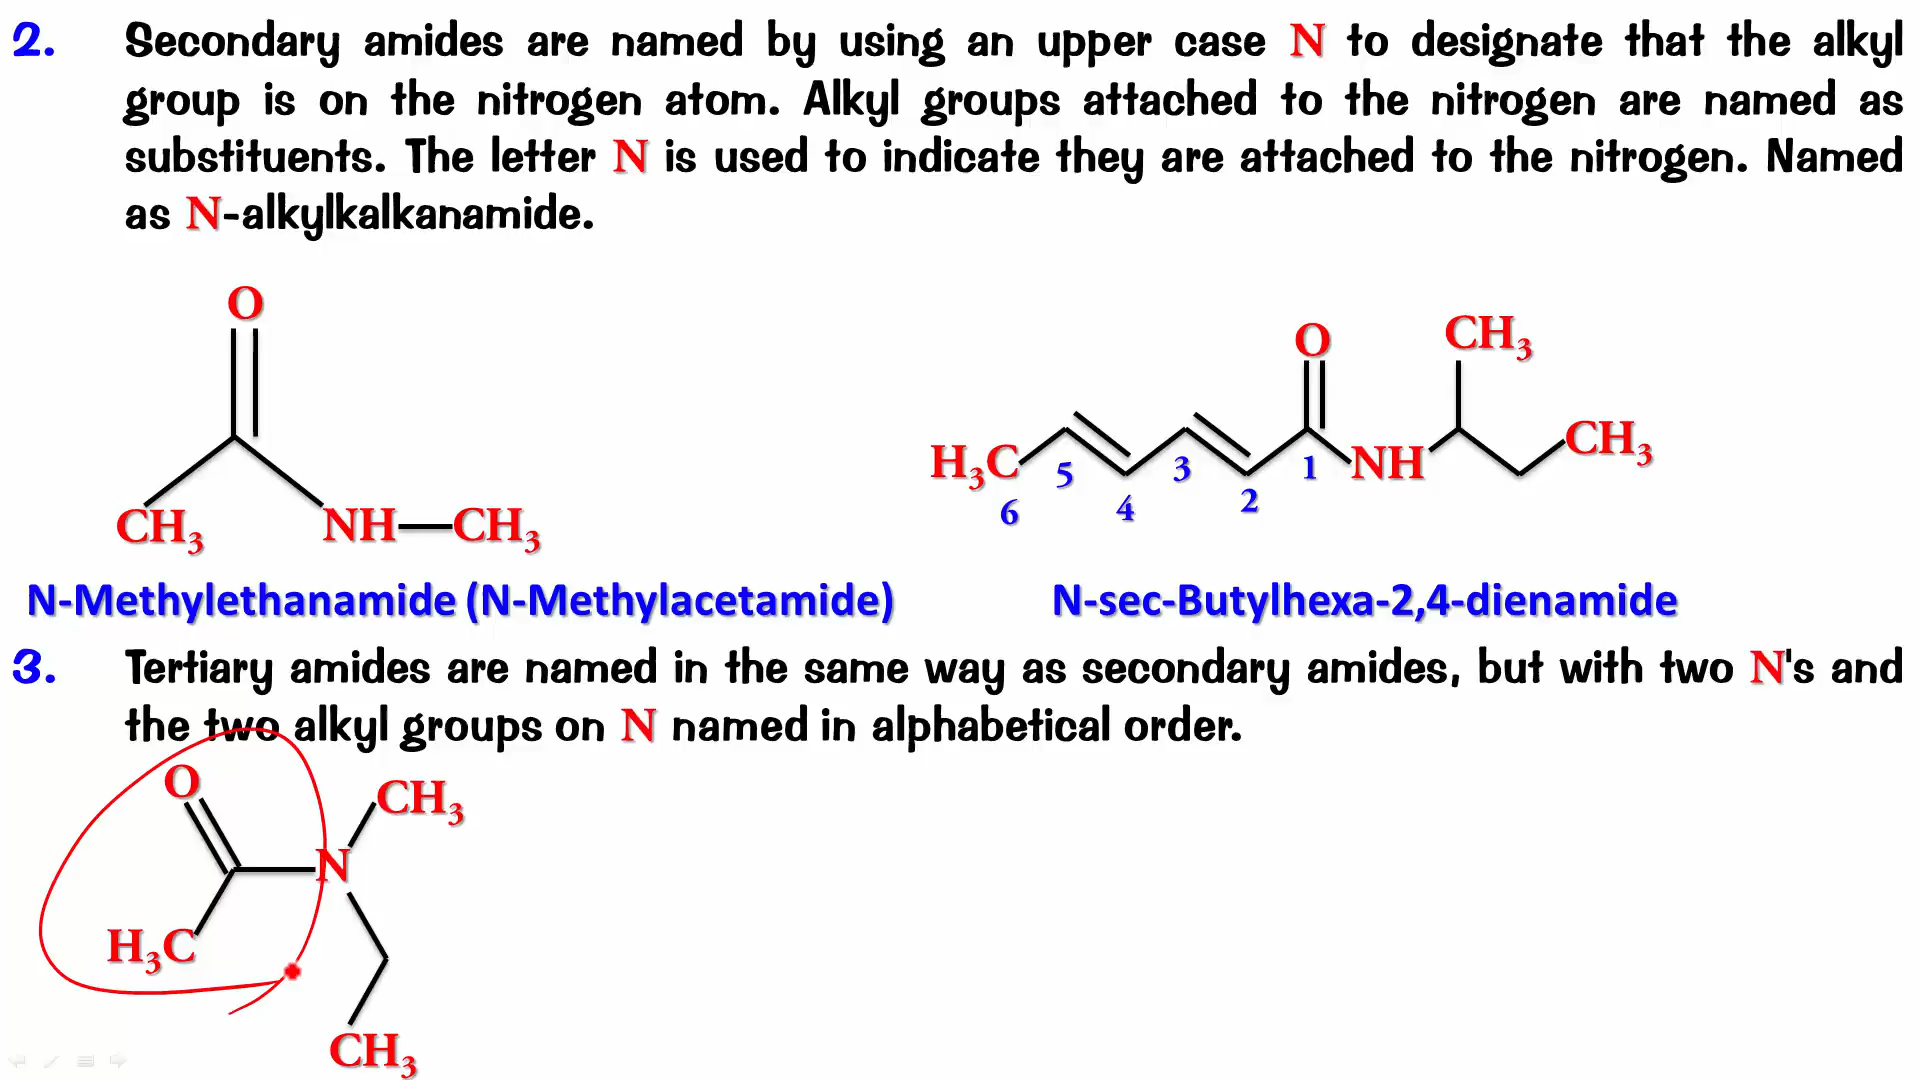 2. Secondary amides are named by using an upper case N to designate that the alkyl
group is on the nitrogen atom. Alkyl groups attached to the nitrogen are named as
substituents. The letter N is used to indicate they are attached to the nitrogen. Named
as N-alkylkalkanamide.
O
CH₃ NH CH₃
O CH₃
H₃C NH CH₃
6 5 4 3 2 1
N-Methylethanamide (N-Methylacetamide)
N-sec-Butylhexa-2,4-dienamide
3. Tertiary amides are named in the same way as secondary amides, but with two N's and
the two alkyl groups on N named in alphabetical order.
O CH₃
N
H₃C
CH₃